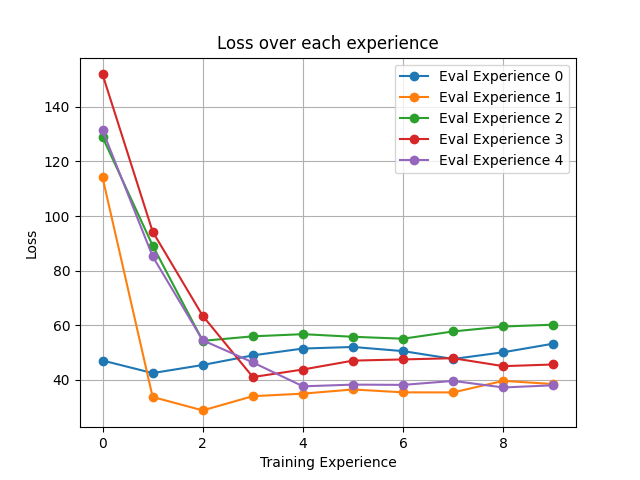 Loss over each experience
Eval Experience 0
Eval Experience 1
Eval Experience 2
Eval Experience 3
Eval Experience 4
Loss
140
120
100
80
60
40
0 2 4 6 8
Training Experience